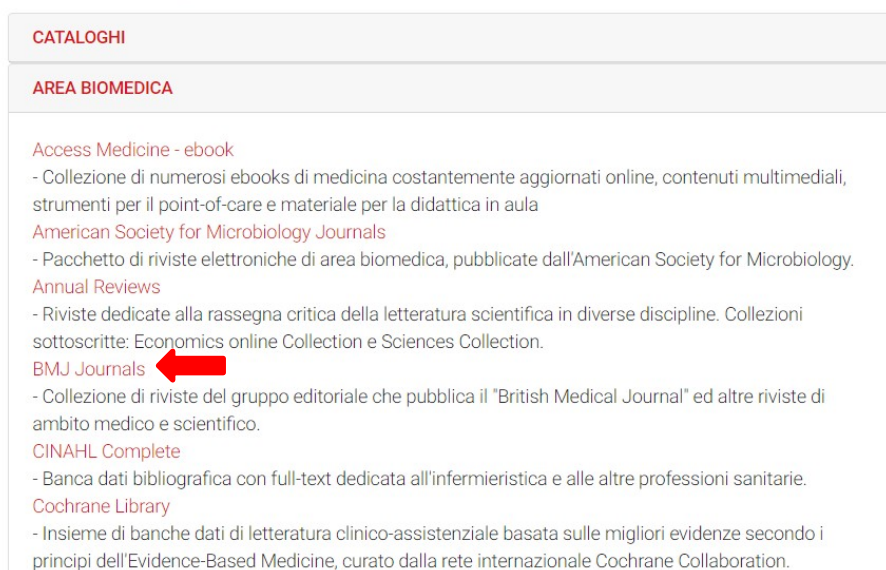 CATALOGHI
AREA BIOMEDICA
Access Medicine - ebook
- Collezione di numerosi ebooks di medicina costantemente aggiornati online, contenuti multimediali,
strumenti per il point-of-care e materiale per la didattica in aula
American Society for Microbiology Journals
- Pacchetto di riviste elettroniche di area biomedica, pubblicate dall'American Society for Microbiology.
Annual Reviews
- Riviste dedicate alla rassegna critica della letteratura scientifica in diverse discipline. Collezioni
sottoscritte: Economics online Collection e Sciences Collection.
BMJ Journals
- Collezione di riviste del gruppo editoriale che pubblica il "British Medical Journal" ed altre riviste di
ambito medico e scientifico.
CINAHL Complete
- Banca dati bibliografica con full-text dedicata all'infermieristica e alle altre professioni sanitarie.
Cochrane Library
- Insieme di banche dati di letteratura clinico-assistenziale basata sulle migliori evidenze secondo i
principi dell'Evidence-Based Medicine, curato dalla rete internazionale Cochrane Collaboration.